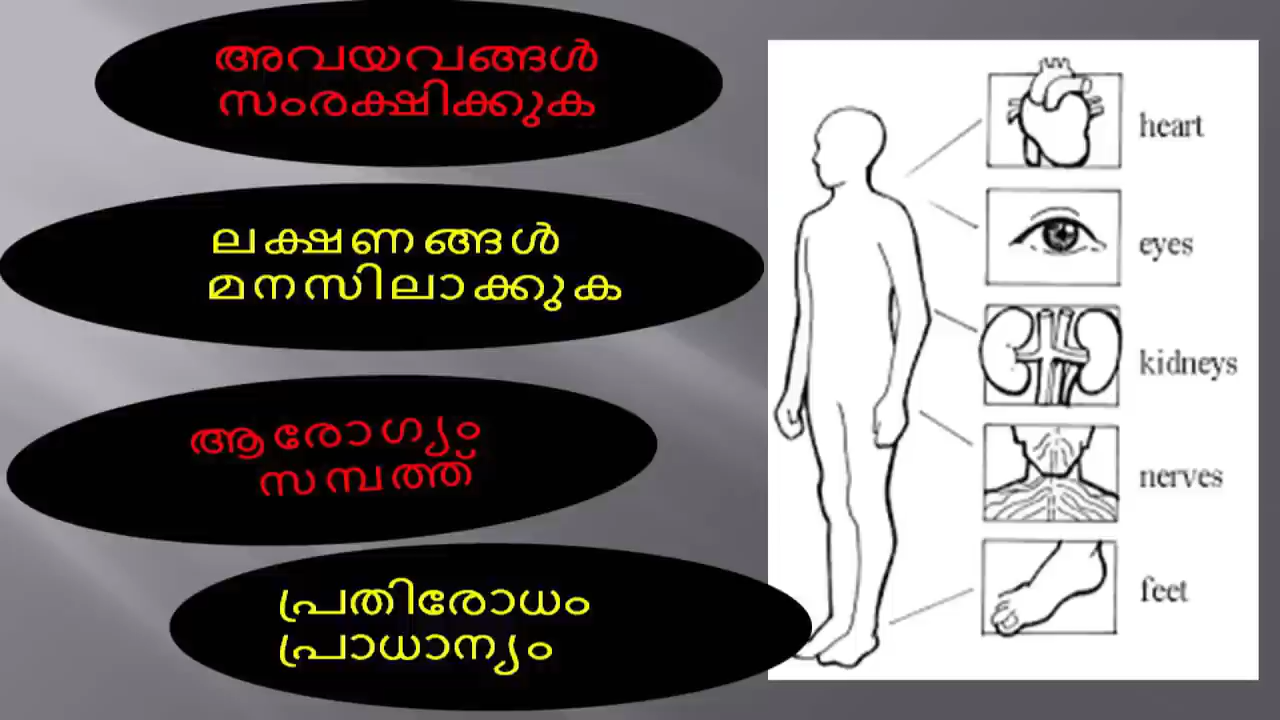 അവയവങ്ങൾ
സംരക്ഷിക്കുക
ലക്ഷണങ്ങൾ
മനസിലാക്കുക
ആരോഗ്യം
സമ്പത്ത്
പ്രതിരോധം
പ്രാധാന്യം
heart
eyes
kidneys
nerves
feet